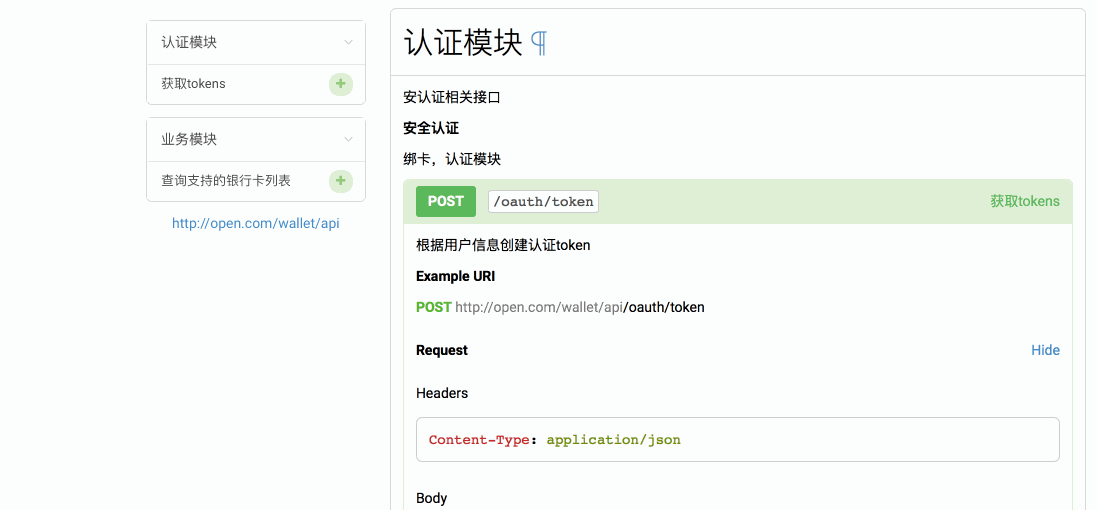 认证模块
获取tokens
业务模块
查询支持的银行卡列表
http://open.com/wallet/api
认证模块 ¶
安认证相关接口
安全认证
绑卡，认证模块
POST /oauth/token 获取tokens
根据用户信息创建认证token
Example URI
POST http://open.com/wallet/api/oauth/token
Request Hide
Headers
Content-Type: application/json
Body